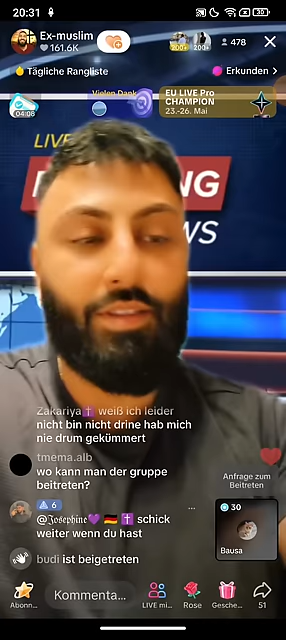 20:31
30
Ex-muslim
161.6K
200+
200+
478
Tägliche Rangliste
Erkunden >
04:08
Vielen Dank
EU LIVE Pro
CHAMPION
23.-26. Mai
LIVE
NG
WS
Zakariya✝️ weiß ich leider
nicht bin nicht drine hab mich
nie drum gekümmert
tmema.alb
wo kann man der gruppe
beitreten?
Anfrage zum
Beitreten
6
@𝔍𝔬𝔰𝔢𝔭𝔥𝔦𝔫𝔢💜 🇩🇪 ✝️ schick
weiter wenn du hast
30
Bausa
budi ist beigetreten
Kommenta...
Abonn...
LIVE mi...
Rose
Gesche...
51